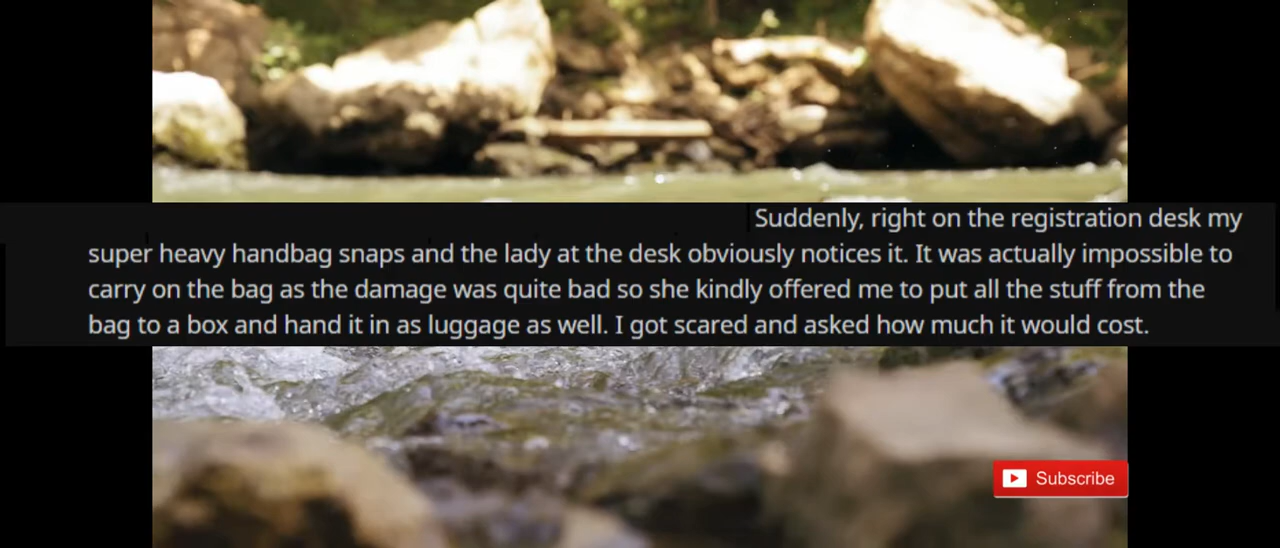 Suddenly, right on the registration desk my
super heavy handbag snaps and the lady at the desk obviously notices it. It was actually impossible to
carry on the bag as the damage was quite bad so she kindly offered me to put all the stuff from the
bag to a box and hand it in as luggage as well. I got scared and asked how much it would cost.
Subscribe